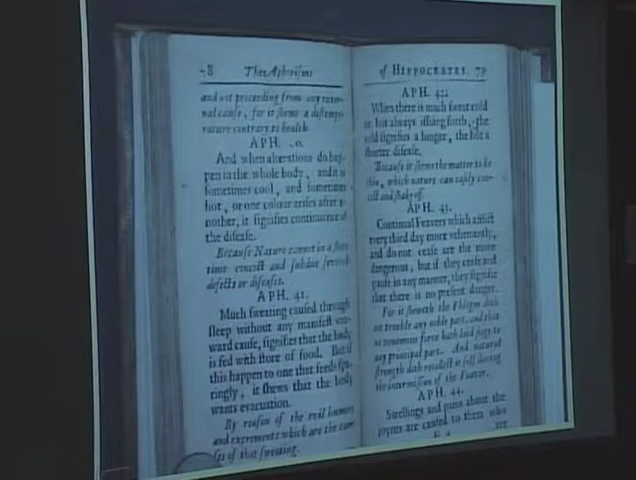 78 The Aphorisms
and not proceeding from any exter-
nal cause, for it shews a distempe-
rature contrary to health.
APH. 40.
And when alterations do hap-
pen in the whole body, and it is
sometimes cool, and sometimes
hot, or one colour arises after a-
nother, it signifies continuance of
the disease.
Because Nature cannot in a short
time concoct and subdue several
defects or diseases.
APH. 41.
Much sweating caused through
sleep without any manifest out-
ward cause, signifies that the body
is fed with store of food. But if
this happen to one that feeds spa-
ringly, it shews that the body
wants evacuation.
By reason of the evil humors
and excrements which are the cau-
ses of that sweating.
of HIPPOCRATES. 79
APH. 42.
When there is much sweat cold
or hot always issuing forth, the
cold signifies a longer, the hot a
shorter disease.
Because it shews the matter to be
thin, which nature can easily
and shake off.
APH. 43.
Continual Feavers which afflict
every third day more vehemently,
and do not cease are the more
dangerous, but if they cease and
pause in any manner, they signifie
that there is no present danger.
For it sheweth the Phlegm doth
not trouble any noble part, and that
no venemous force hath laid siege to
any principal part. And natural
strength doth recollect it self during
the intermission of the Feaver.
APH. 44.
Swellings and pains about the
joynts are caused to them who
are